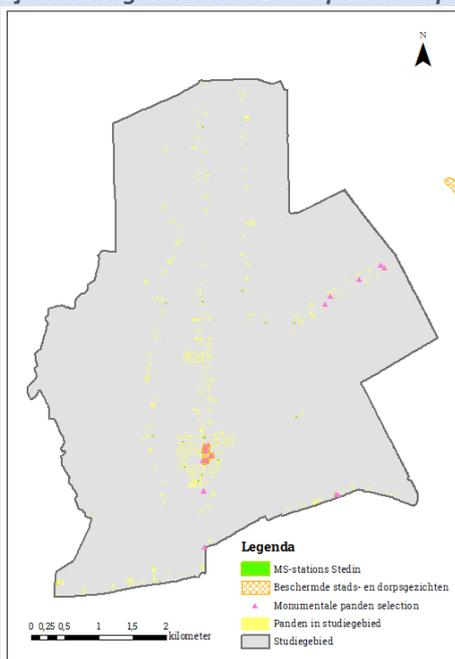 N
Legenda
MS-stations Stedin
Beschermde stads- en dorpsgezichten
Monumentale panden selection
Panden in studiegebied
Studiegebied
0 0,25 0,5 1 1,5 2
kilometer